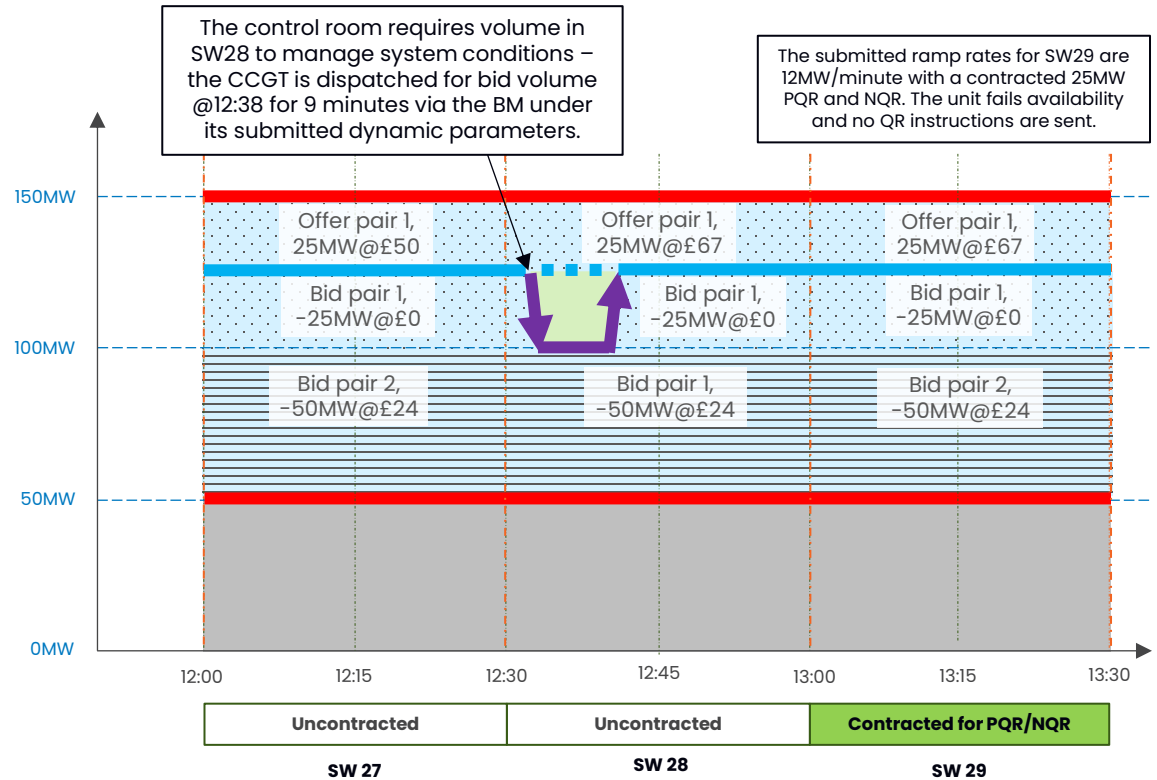 The control room requires volume in
SW28 to manage system conditions –
the CCGT is dispatched for bid volume
@12:38 for 9 minutes via the BM under
its submitted dynamic parameters.
The submitted ramp rates for SW29 are
12MW/minute with a contracted 25MW
PQR and NQR. The unit fails availability
and no QR instructions are sent.
150MW
Offer pair 1,
25MW@£50
Offer pair 1,
25MW@£67
Offer pair 1,
25MW@£67
Bid pair 1,
-25MW@£0
Bid pair 1,
-25MW@£0
Bid pair 1,
-25MW@£0
100MW
Bid pair 2,
-50MW@£24
Bid pair 1,
-50MW@£24
Bid pair 2,
-50MW@£24
50MW
0MW
12:00
12:15
12:30
12:45
13:00
13:15
13:30
Uncontracted
Uncontracted
Contracted for PQR/NQR
SW 27
SW 28
SW 29